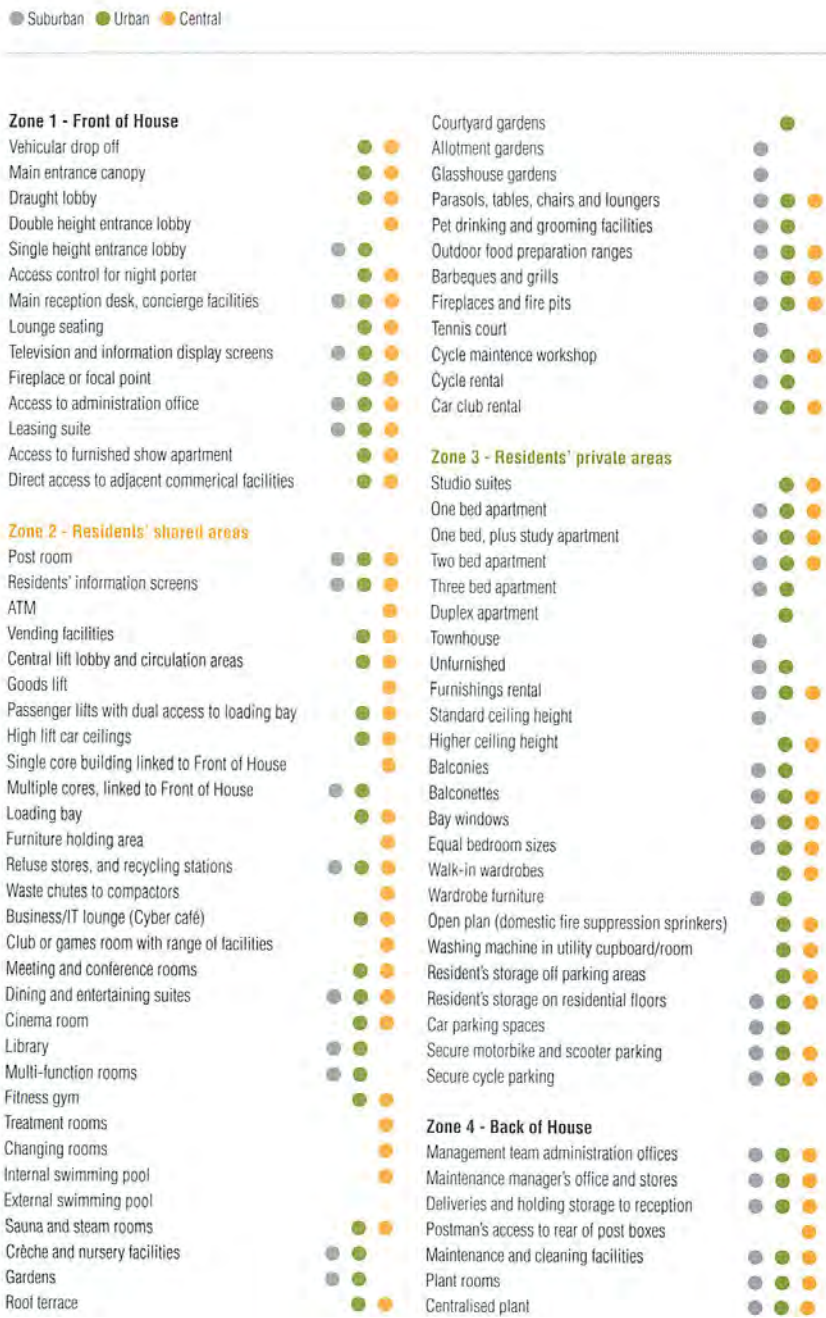 Suburban Urban Central
Zone 1 - Front of House
Vehicular drop off
Main entrance canopy
Draught lobby
Double height entrance lobby
Single height entrance lobby
Access control for night porter
Main reception desk, concierge facilities
Lounge seating
Television and information display screens
Fireplace or focal point
Access to administration office
Leasing suite
Access to furnished show apartment
Direct access to adjacent commerical facilities
Zone 2 - Residents' shared areas
Post room
Residents' information screens
ATM
Vending facilities
Central lift lobby and circulation areas
Goods lift
Passenger lifts with dual access to loading bay
High lift car ceilings
Single core building linked to Front of House
Multiple cores, linked to Front of House
Loading bay
Furniture holding area
Refuse stores, and recycling stations
Waste chutes to compactors
Business/IT lounge (Cyber café)
Club or games room with range of facilities
Meeting and conference rooms
Dining and entertaining suites
Cinema room
Library
Multi-function rooms
Fitness gym
Treatment rooms
Changing rooms
Internal swimming pool
External swimming pool
Sauna and steam rooms
Crèche and nursery facilities
Gardens
Roof terrace
Courtyard gardens
Allotment gardens
Glasshouse gardens
Parasols, tables, chairs and loungers
Pet drinking and grooming facilities
Outdoor food preparation ranges
Barbeques and grills
Fireplaces and fire pits
Tennis court
Cycle maintence workshop
Cycle rental
Car club rental
Zone 3 - Residents' private areas
Studio suites
One bed apartment
One bed, plus study apartment
Two bed apartment
Three bed apartment
Duplex apartment
Townhouse
Unfurnished
Furnishings rental
Standard ceiling height
Higher ceiling height
Balconies
Balconettes
Bay windows
Equal bedroom sizes
Walk-in wardrobes
Wardrobe furniture
Open plan (domestic fire suppression sprinkers)
Washing machine in utility cupboard/room
Resident's storage off parking areas
Resident's storage on residential floors
Car parking spaces
Secure motorbike and scooter parking
Secure cycle parking
Zone 4 - Back of House
Management team administration offices
Maintenance manager's office and stores
Deliveries and holding storage to reception
Postman's access to rear of post boxes
Maintenance and cleaning facilities
Plant rooms
Centralised plant